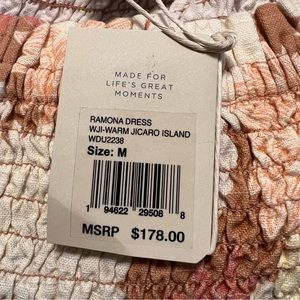 MADE FOR
LIFE'S GREAT
MOMENTS
RAMONA DRESS
WJI-WARM JICARO ISLAND
WDU2238
Size: M
1 94622 29508 8
MSRP $178.00